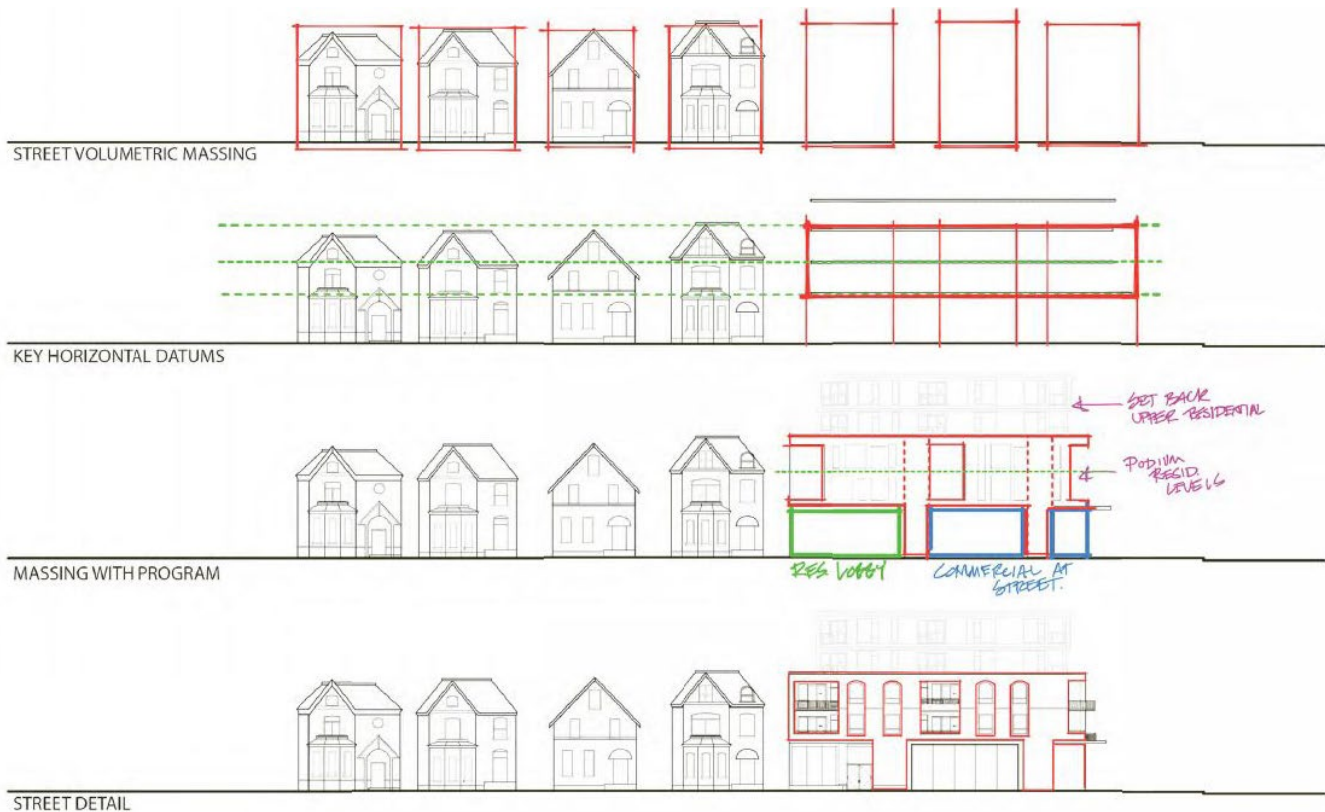 STREET VOLUMETRIC MASSING
KEY HORIZONTAL DATUMS
SET BACK
UPPER RESIDENTIAL
PODIUM
RESID.
LEVELS
MASSING WITH PROGRAM
RES. LOBBY
COMMERCIAL AT
STREET.
STREET DETAIL